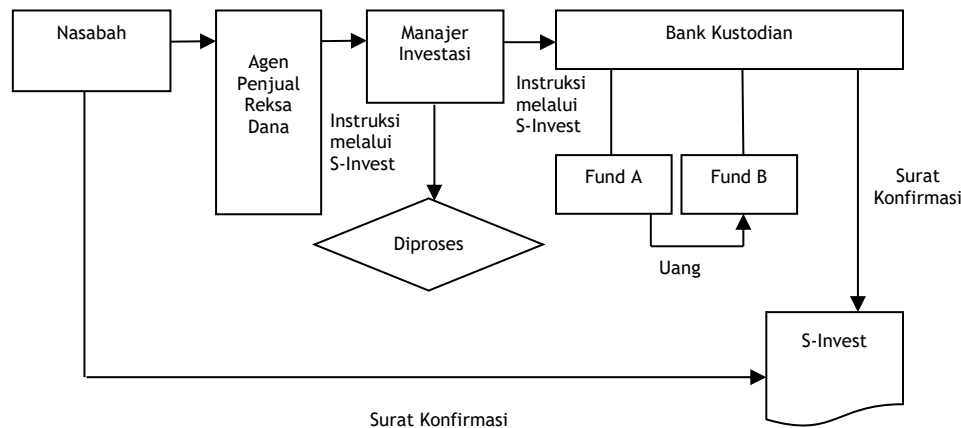 Nasabah
Agen
Penjual
Reksa
Dana
Manajer
Investasi
Bank Kustodian
Instruksi
melalui
S-Invest
Instruksi
melalui
S-Invest
Fund A
Fund B
Surat
Konfirmasi
Diproses
Uang
S-Invest
Surat Konfirmasi